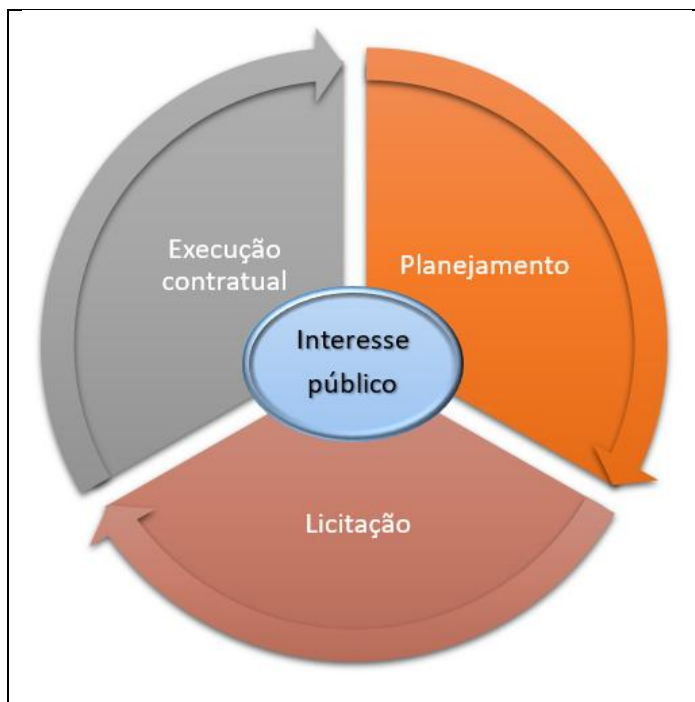 Execução
contratual
Planejamento
Interesse
público
Licitação